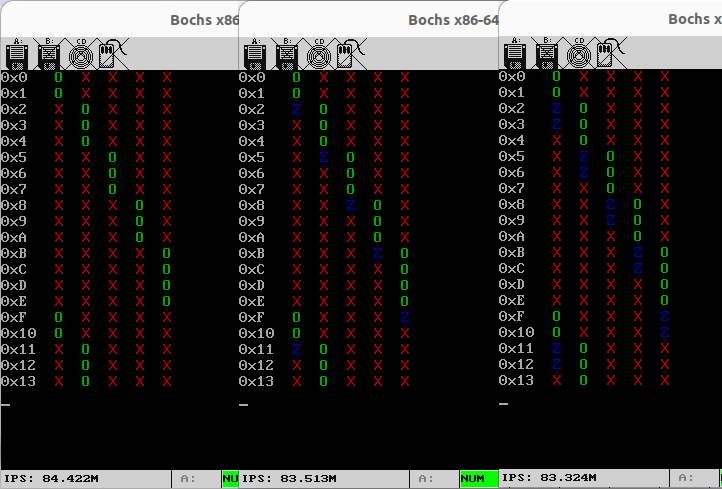 Bochs x86
A: B: CD
0x0 O X X X X
0x1 O X X X X
0x2 X O X X X
0x3 X O X X X
0x4 X O X X X
0x5 X X O X X
0x6 X X O X X
0x7 X X O X X
0x8 X X X O X
0x9 X X X O X
0xA X X X O X
0xB X X X X O
0xC X X X X O
0xD X X X X O
0xE X X X X O
0xF O X X X X
0x10 O X X X X
0x11 X O X X X
0x12 X O X X X
0x13 X O X X X
IPS: 84.422M A: NU
Bochs x86-64
A: B: CD
0x0 O X X X X
0x1 O X X X X
0x2 Z O X X X
0x3 X O X X X
0x4 X O X X X
0x5 X Z O X X
0x6 X X O X X
0x7 X X O X X
0x8 X X Z O X
0x9 X X X O X
0xA X X X O X
0xB X X X Z O
0xC X X X X O
0xD X X X X O
0xE X X X X O
0xF O X X X Z
0x10 O X X X X
0x11 Z O X X X
0x12 X O X X X
0x13 X O X X X
IPS: 83.513M A: NUM
Bochs x
A: B: CD
0x0 O X X X X
0x1 O X X X X
0x2 Z O X X X
0x3 Z O X X X
0x4 X O X X X
0x5 X Z O X X
0x6 X Z O X X
0x7 X X O X X
0x8 X X Z O X
0x9 X X Z O X
0xA X X X O X
0xB X X X Z O
0xC X X X Z O
0xD X X X X O
0xE X X X X O
0xF O X X X Z
0x10 O X X X Z
0x11 Z O X X X
0x12 Z O X X X
0x13 X O X X X
IPS: 83.324M A: